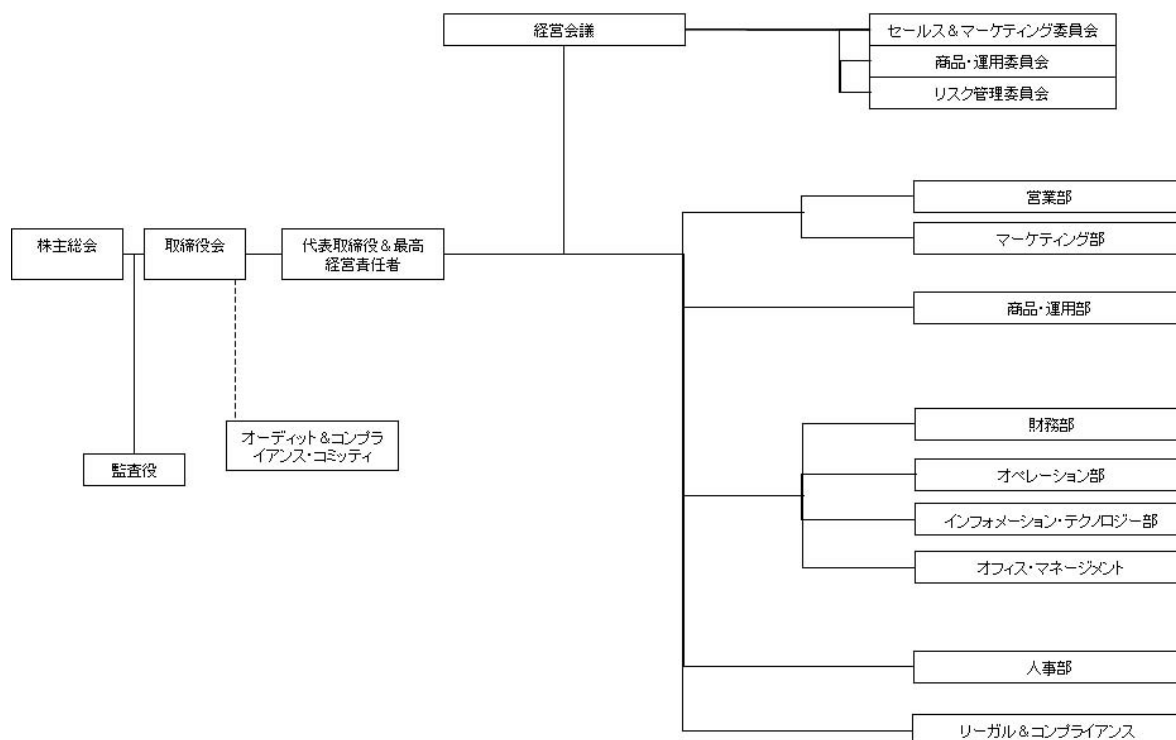 経営会議
セールス＆マーケティング委員会
商品・運用委員会
リスク管理委員会
営業部
マーケティング部
株主総会
取締役会
代表取締役＆最高
経営責任者
商品・運用部
オーディット＆コンプラ
イアンス・コミッティ
監査役
財務部
オペレーション部
インフォメーション・テクノロジー部
オフィス・マネージメント
人事部
リーガル＆コンプライアンス